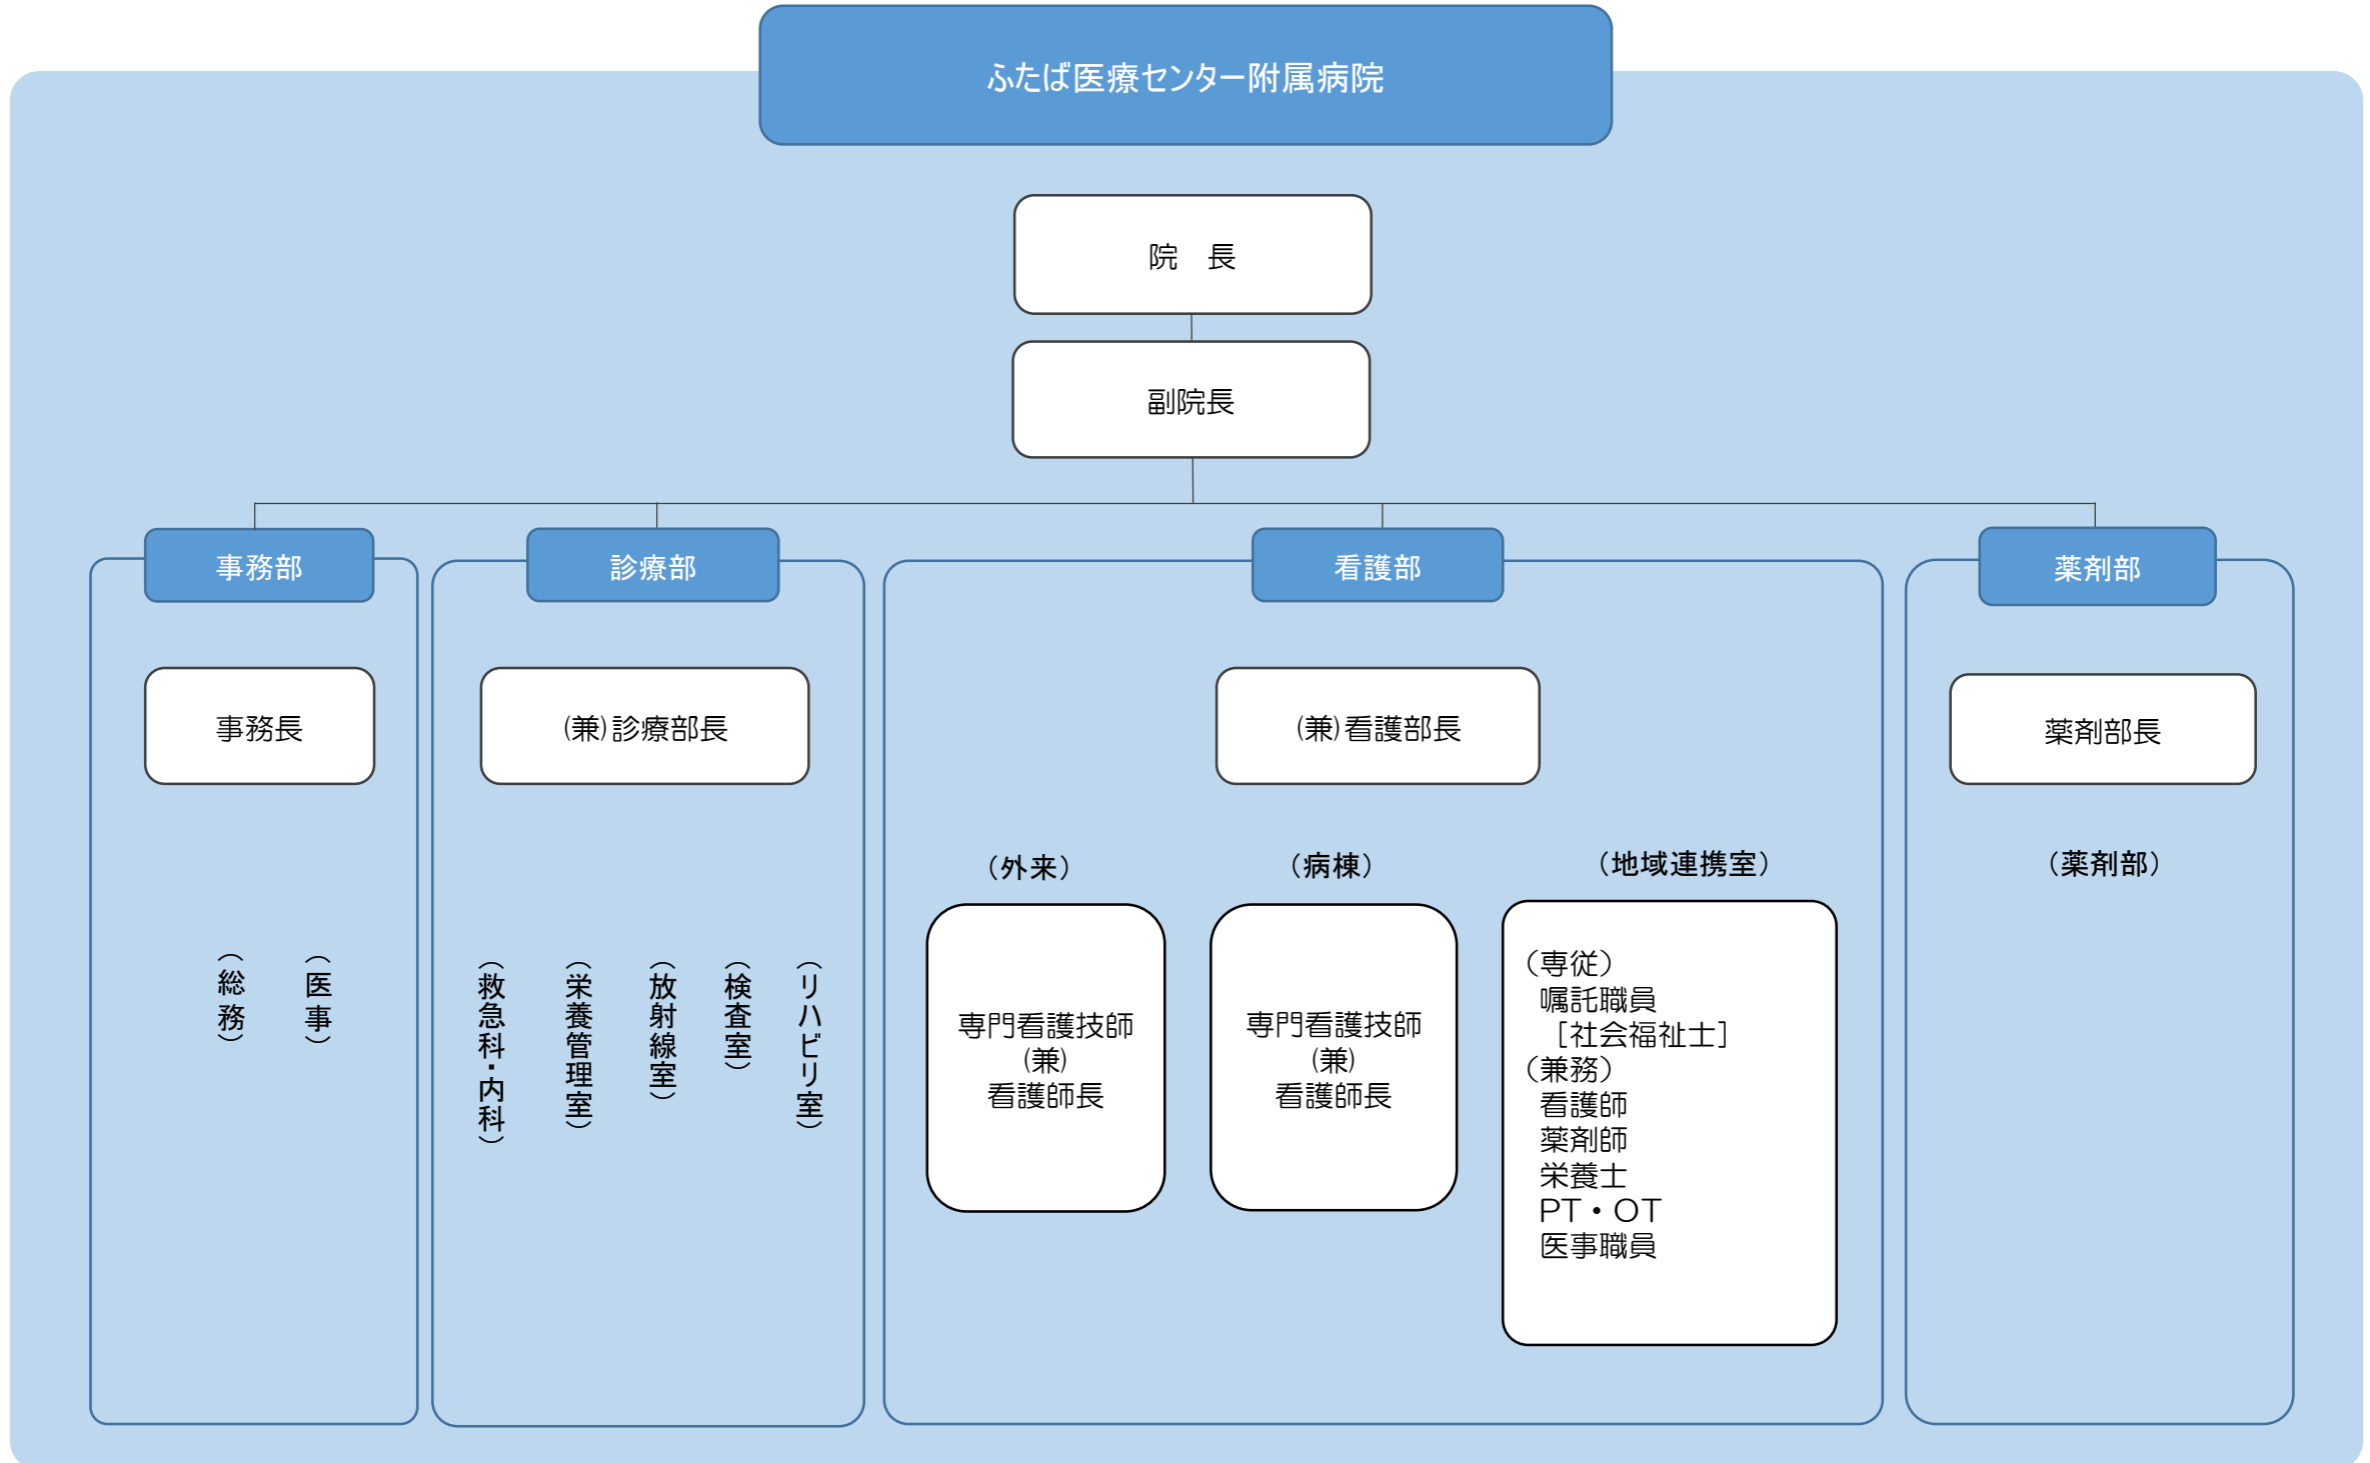 ふたば医療センター附属病院
院　長
副院長
事務部
診療部
看護部
薬剤部
事務長
(兼)診療部長
(兼)看護部長
薬剤部長
（総務）
（医事）
（救急科・内科）
（栄養管理室）
（放射線室）
（検査室）
（リハビリ室）
（外来）
専門看護技師
(兼)
看護師長
（病棟）
専門看護技師
(兼)
看護師長
（地域連携室）
（専従）
嘱託職員
［社会福祉士］
（兼務）
看護師
薬剤師
栄養士
PT・OT
医事職員
（薬剤部）